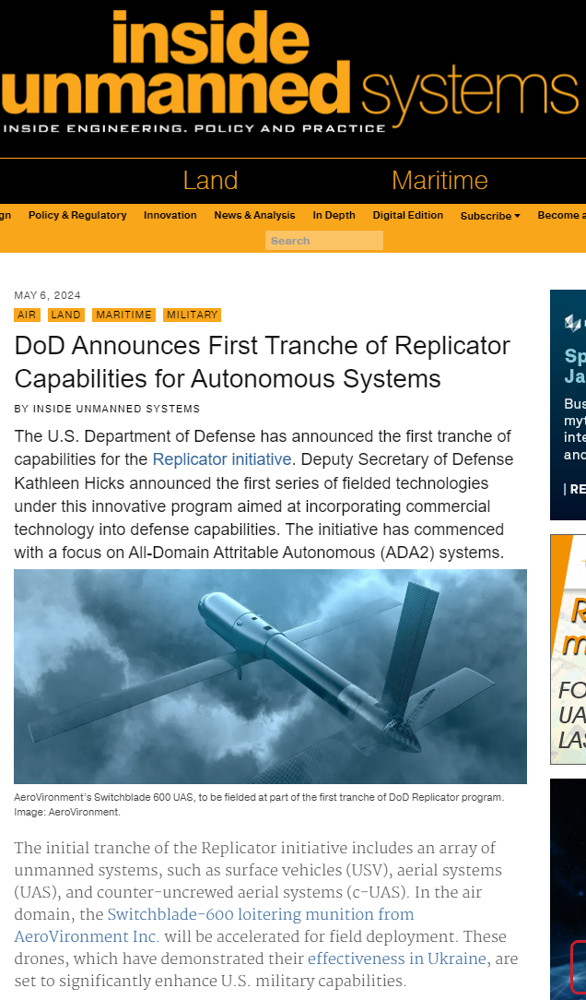 inside
unmanned systems
INSIDE ENGINEERING. POLICY AND PRACTICE
Land Maritime
gn Policy & Regulatory Innovation News & Analysis In Depth Digital Edition Subscribe Become a
Search
MAY 6, 2024
AIR LAND MARITIME MILITARY
DoD Announces First Tranche of Replicator
Capabilities for Autonomous Systems
BY INSIDE UNMANNED SYSTEMS
The U.S. Department of Defense has announced the first tranche of
capabilities for the Replicator initiative. Deputy Secretary of Defense
Kathleen Hicks announced the first series of fielded technologies
under this innovative program aimed at incorporating commercial
technology into defense capabilities. The initiative has commenced
with a focus on All-Domain Attritable Autonomous (ADA2) systems.
AeroVironment's Switchblade 600 UAS, to be fielded at part of the first tranche of DoD Replicator program.
Image: AeroVironment.
The initial tranche of the Replicator initiative includes an array of
unmanned systems, such as surface vehicles (USV), aerial systems
(UAS), and counter-uncrewed aerial systems (c-UAS). In the air
domain, the Switchblade-600 loitering munition from
AeroVironment Inc. will be accelerated for field deployment. These
drones, which have demonstrated their effectiveness in Ukraine, are
set to significantly enhance U.S. military capabilities.
Sp
Ja
Bus
myt
inte
and
| RE
R
m
FO
UA
LAS